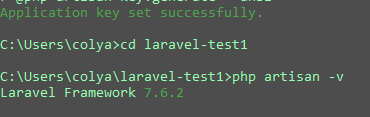 Application key set successfully.
C:\Users\colya>cd laravel-test1
C:\Users\colya\laravel-test1>php artisan -v
Laravel Framework 7.6.2